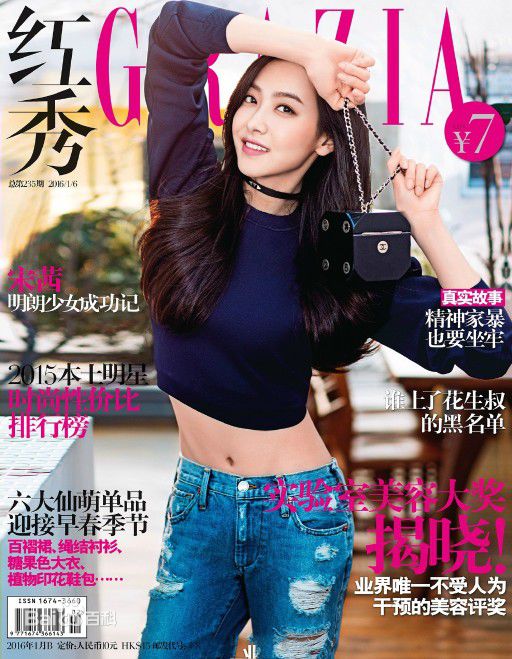 红秀
GRAZIA
¥7
总第235期 2016/1/6
宋茜
明朗少女成功记
真实故事
精神家暴
也要坐牢
2015本土明星
时尚性价比
排行榜
谁上了花生叔
的黑名单
六大仙萌单品
迎接早春季节
百褶裙、绳结衬衫、
糖果色大衣、
植物印花鞋包……
实验室美容大奖
揭晓!
业界唯一不受人为
干预的美容评奖
ISSN 1674-3660
Bai 百科
9 771674 366143
2016年1月B 定价:人民币10元